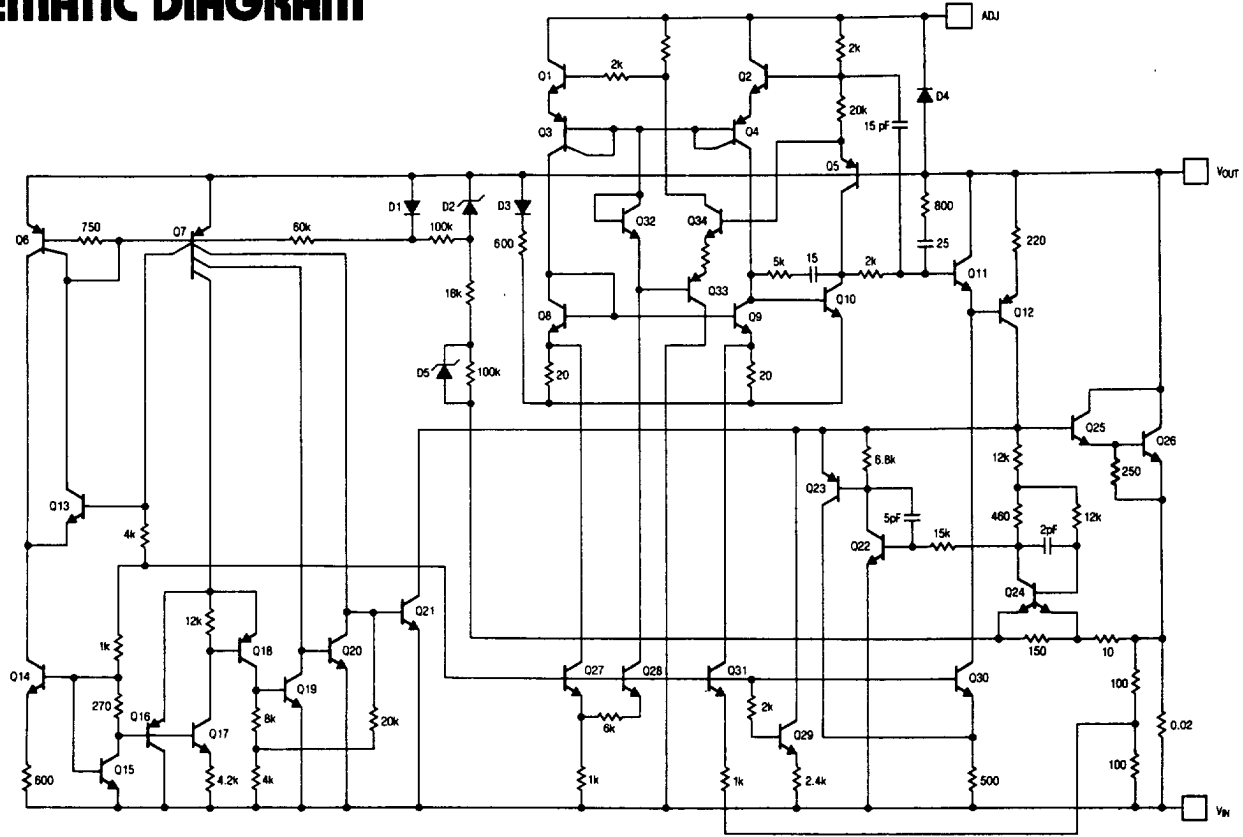 EMATIC DIAGRAM
ADJ
2k
Q1
2k
Q2
D4
20k
15 pF
Q3
Q4
Q5
VOUT
Q6
750
Q7
60k
D1
100k
D2
D3
600
Q32
Q34
800
25
220
5k
15
2k
Q11
18k
Q33
Q10
Q12
Q8
Q9
D5
100k
20
20
Q25
Q26
6.8k
12k
250
Q13
Q23
4k
5pF
460
12k
15k
2pF
Q22
Q24
12k
Q21
1k
Q18
Q20
150
10
Q14
Q27
Q28
Q31
Q30
270
Q19
100
Q16
8k
20k
2k
Q17
6k
Q29
0.02
Q15
600
4.2k
4k
1k
1k
2.4k
500
100
VIN